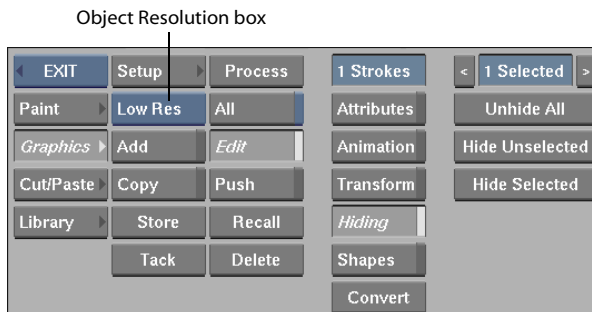 Object Resolution box
EXIT Setup Process 1 Strokes < 1 Selected >
Paint Low Res All Attributes Unhide All
Graphics Add Edit Animation Hide Unselected
Cut/Paste Copy Push Transform Hide Selected
Library Store Recall Hiding
Tack Delete Shapes
Convert